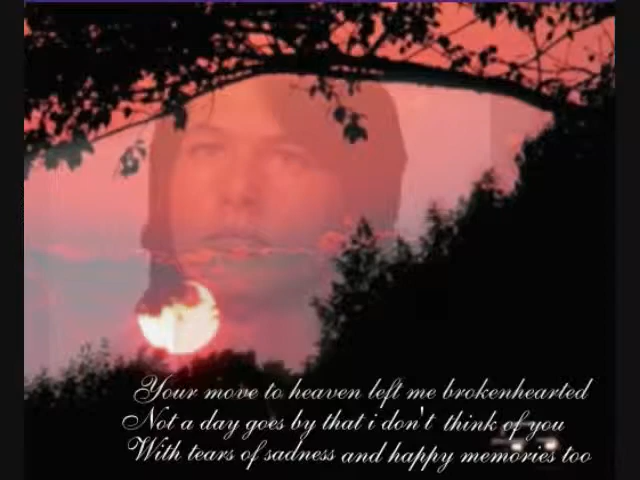 Your move to heaven left me brokenhearted
Not a day goes by that i don't think of you
With tears of sadness and happy memories too